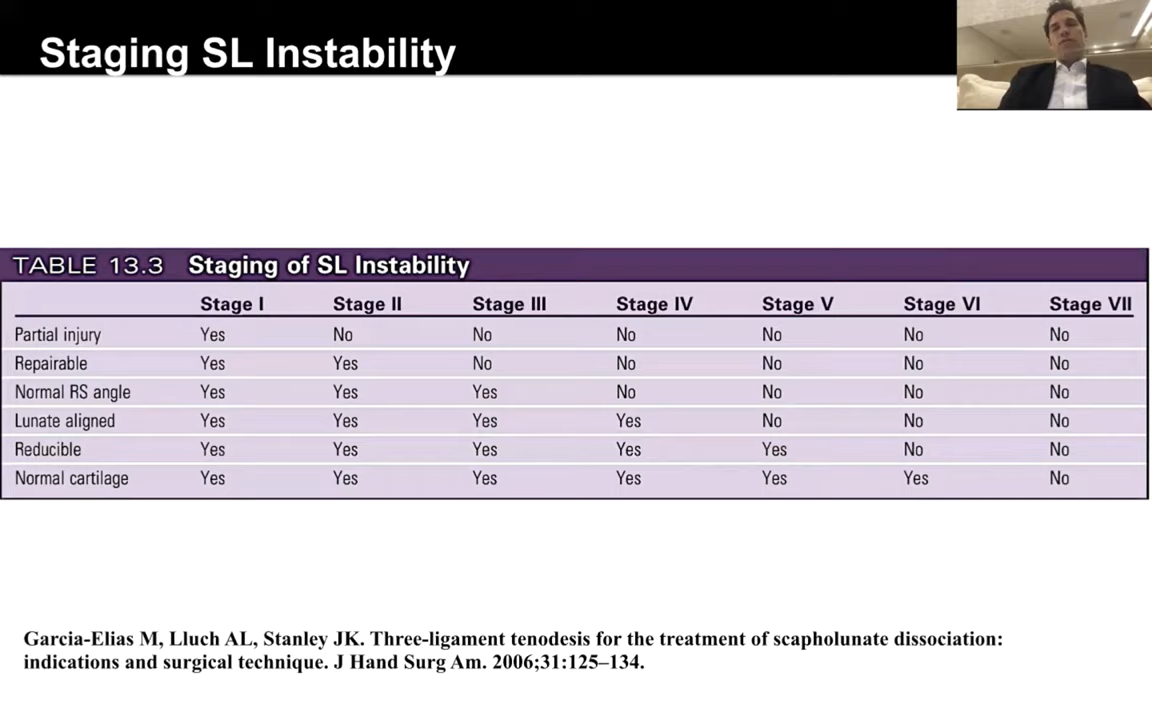 Staging SL Instability
TABLE 13.3 Staging of SL Instability
Stage I Stage II Stage III Stage IV Stage V Stage VI Stage VII
Partial injury Yes No No No No No No
Repairable Yes Yes No No No No No
Normal RS angle Yes Yes Yes No No No No
Lunate aligned Yes Yes Yes Yes No No No
Reducible Yes Yes Yes Yes Yes No No
Normal cartilage Yes Yes Yes Yes Yes Yes No
Garcia-Elias M, Lluch AL, Stanley JK. Three-ligament tenodesis for the treatment of scapholunate dissociation:
indications and surgical technique. J Hand Surg Am. 2006;31:125–134.